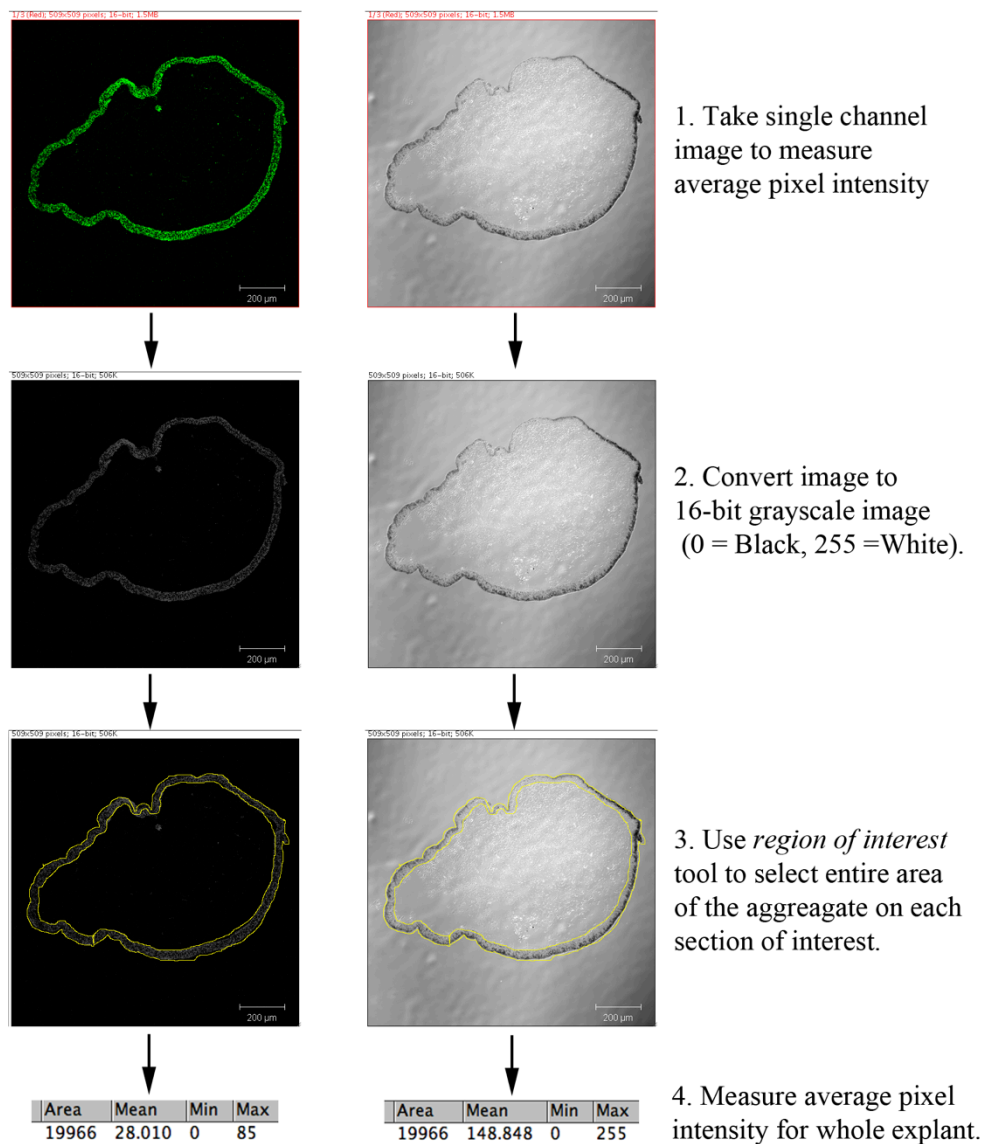 1/3 (Red); 509x509 pixels; 16-bit; 1.5MB
1/3 (Red); 509x509 pixels; 16-bit; 1.5MB
200 µm
200 µm
1. Take single channel
image to measure
average pixel intensity
509x509 pixels; 16-bit; 506K
509x509 pixels; 16-bit; 506K
200 µm
200 µm
2. Convert image to
16-bit grayscale image
(0 = Black, 255 =White).
509x509 pixels; 16-bit; 506K
509x509 pixels; 16-bit; 506K
200 µm
200 µm
3. Use region of interest
tool to select entire area
of the aggreagate on each
section of interest.
Area Mean Min Max
19966 28.010 0 85
Area Mean Min Max
19966 148.848 0 255
4. Measure average pixel
intensity for whole explant.